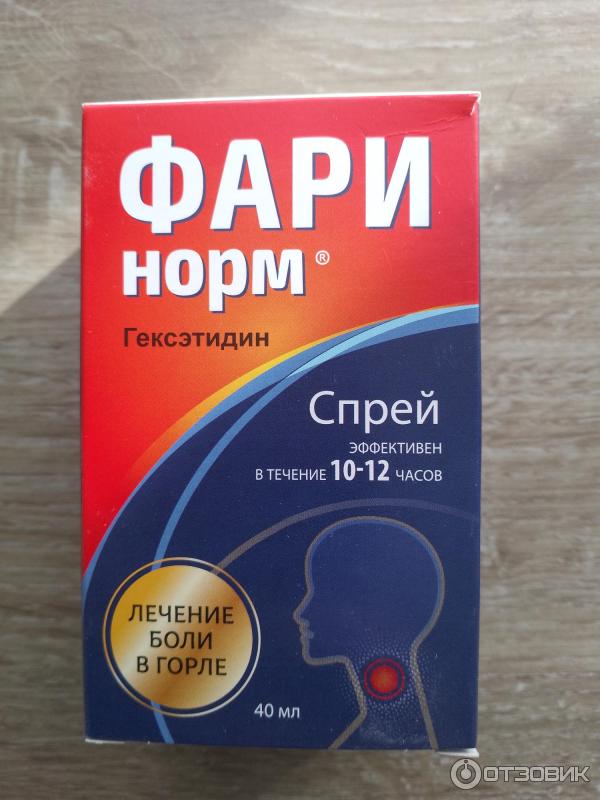 ФАРИ
норм®
Гексэтидин
Спрей
ЭФФЕКТИВЕН
В ТЕЧЕНИЕ 10-12 ЧАСОВ
ЛЕЧЕНИЕ
БОЛИ
В ГОРЛЕ
40 мл
ОТЗОВИК